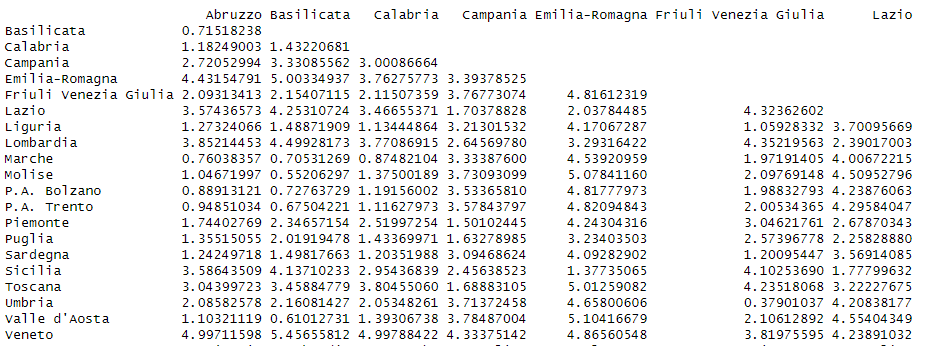 Abruzzo Basilicata Calabria Campania Emilia-Romagna Friuli Venezia Giulia Lazio
Basilicata 0.71518238
Calabria 1.18249003 1.43220681
Campania 2.72052994 3.33085562 3.00086664
Emilia-Romagna 4.43154791 5.00334937 3.76275773 3.39378525
Friuli Venezia Giulia 2.09313413 2.15407115 2.11507359 3.76773074 4.81612319
Lazio 3.57436573 4.25310724 3.46655371 1.70378828 2.03784485 4.32362602
Liguria 1.27324066 1.48871909 1.13444864 3.21301532 4.17067287 1.05928332 3.70095669
Lombardia 3.85214453 4.49928173 3.77086915 2.64569780 3.29316422 4.35219563 2.39017003
Marche 0.76038357 0.70531269 0.87482104 3.33387600 4.53920959 1.97191405 4.00672215
Molise 1.04671997 0.55206297 1.37500189 3.73093099 5.07841160 2.09769148 4.50952796
P.A. Bolzano 0.88913121 0.72763729 1.19156002 3.53365810 4.81777973 1.98832793 4.23876063
P.A. Trento 0.94851034 0.67504221 1.11627973 3.57843797 4.82094843 2.00534365 4.29584047
Piemonte 1.74402769 2.34657154 2.51997254 1.50102445 4.24304316 3.04621761 2.67870343
Puglia 1.35515055 2.01919478 1.43369971 1.63278985 3.23403503 2.57396778 2.25828880
Sardegna 1.24249718 1.49817663 1.20351988 3.09468624 4.09282902 1.20095447 3.56914085
Sicilia 3.58643509 4.13710233 2.95436839 2.45638523 1.37735065 4.10253690 1.77799632
Toscana 3.04399723 3.45884779 3.80455060 1.68883105 5.01259082 4.23518068 3.22227675
Umbria 2.08582578 2.16081427 2.05348261 3.71372458 4.65800606 0.37901037 4.20838177
Valle d'Aosta 1.10321119 0.61012731 1.39306738 3.78487004 5.10416679 2.10612892 4.55404349
Veneto 4.99711598 5.45655812 4.99788422 4.33375142 4.86560548 3.81975595 4.23891032